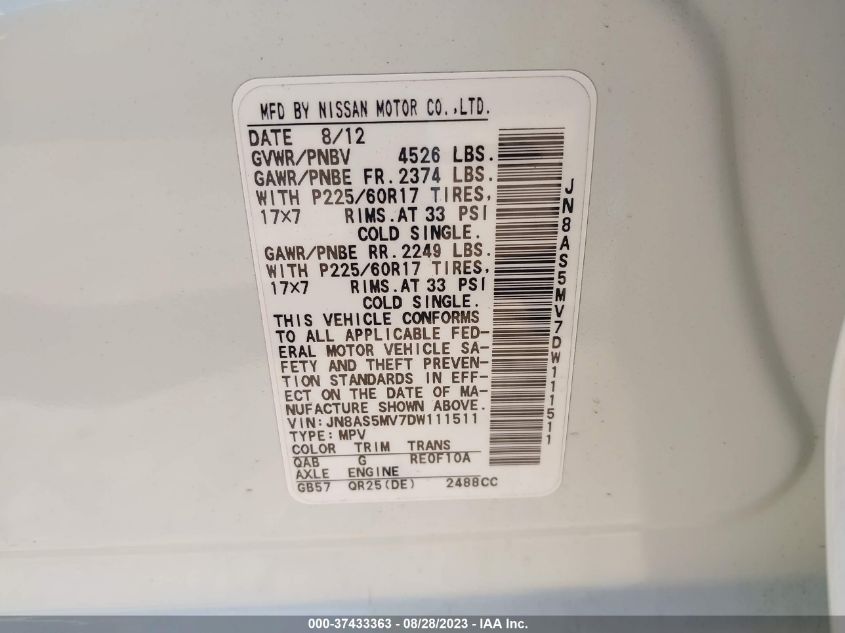 MFD BY NISSAN MOTOR CO.,LTD.
DATE 8/12
GVWR/PNBV 4526 LBS.
GAWR/PNBE FR.2374 LBS.
WITH P225/60R17 TIRES,
17×7 RIMS.AT 33 PSI
COLD SINGLE.
GAWR/PNBE RR.2249 LBS.
WITH P225/60R17 TIRES,
17×7 RIMS.AT 33 PSI
COLD SINGLE.
THIS VEHICLE CONFORMS
TO ALL APPLICABLE FED-
ERAL MOTOR VEHICLE SA-
FETY AND THEFT PREVEN-
TION STANDARDS IN EFF-
ECT ON THE DATE OF MA-
NUFACTURE SHOWN ABOVE.
VIN:JN8AS5MV7DW111511
TYPE:MPV
COLOR TRIM TRANS
QAB G RE0F10A
AXLE ENGINE
GB57 QR25(DE) 2488CC
JN8AS5MV7DW111511
000-37433363 - 08/28/2023 - IAA Inc.